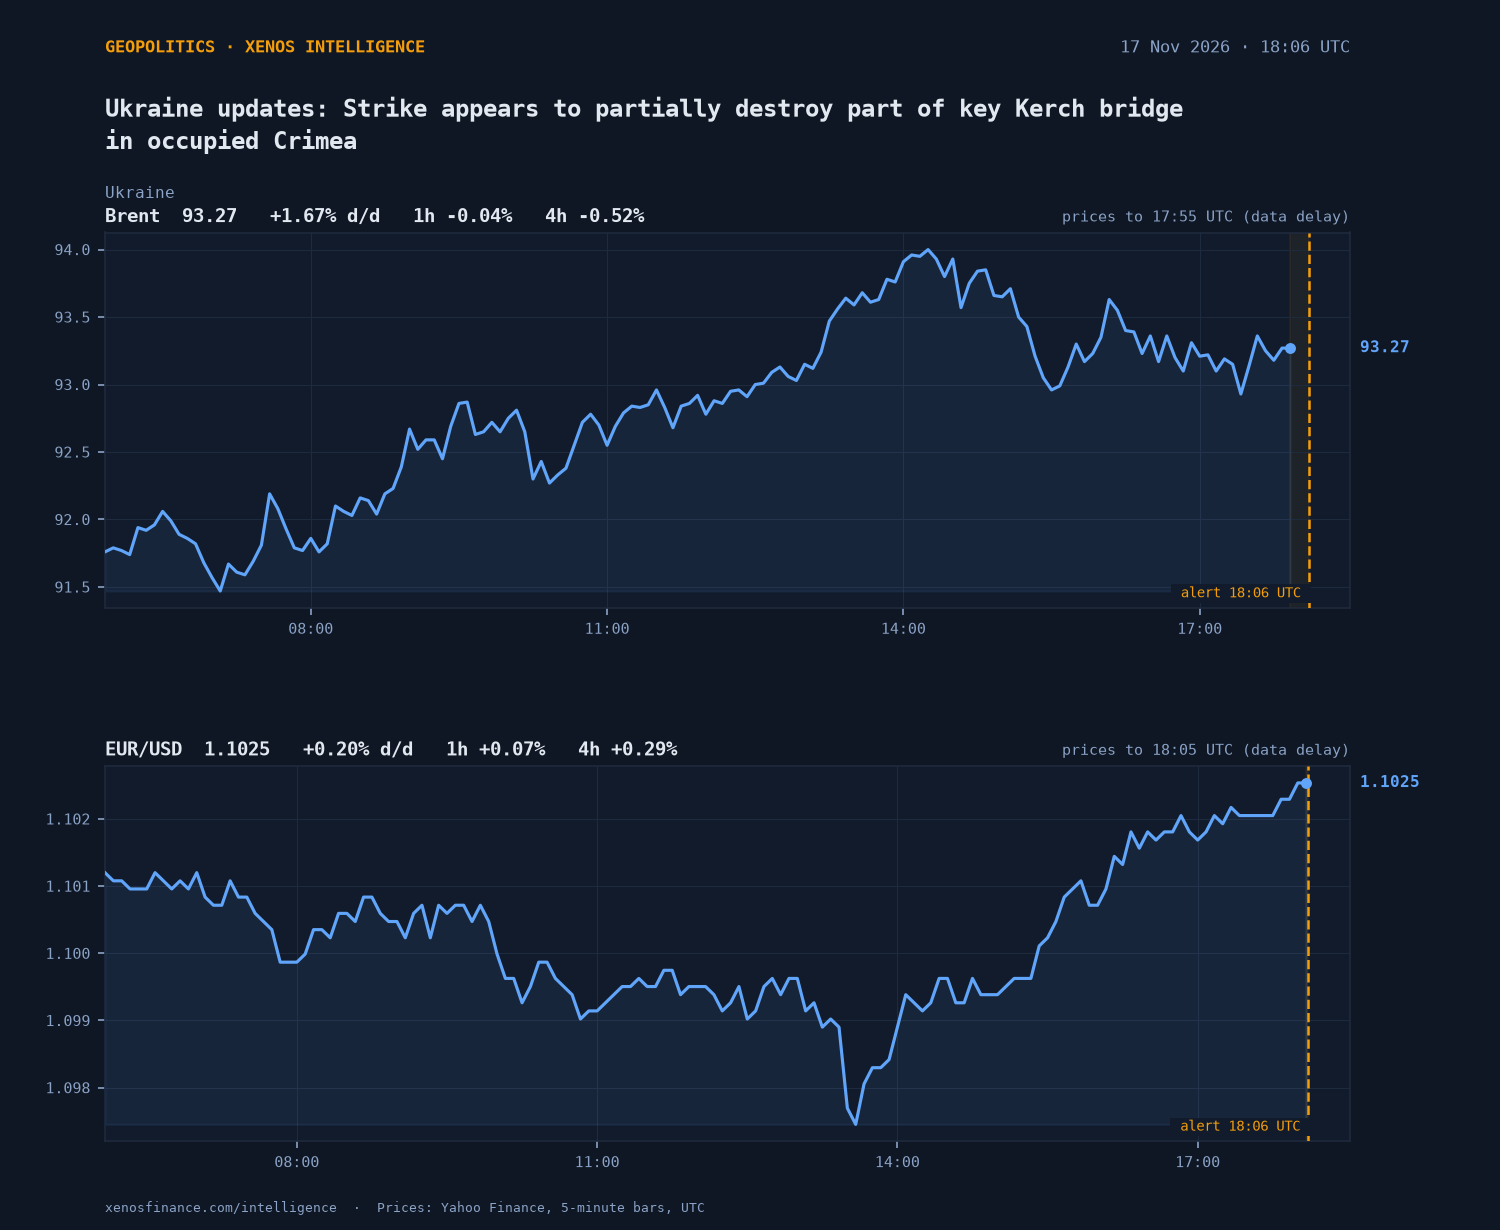 GEOPOLITICS · XENOS INTELLIGENCE
17 Nov 2026 · 18:06 UTC
Ukraine updates: Strike appears to partially destroy part of key Kerch bridge
in occupied Crimea
Ukraine
Brent 93.27 +1.67% d/d 1h -0.04% 4h -0.52%
prices to 17:55 UTC (data delay)
94.0
93.5
93.27
93.0
92.5
92.0
91.5
alert 18:06 UTC
08:00 11:00 14:00 17:00
EUR/USD 1.1025 +0.20% d/d 1h +0.07% 4h +0.29%
prices to 18:05 UTC (data delay)
1.1025
1.102
1.101
1.100
1.099
1.098
alert 18:06 UTC
08:00 11:00 14:00 17:00
xenosfinance.com/intelligence · Prices: Yahoo Finance, 5-minute bars, UTC